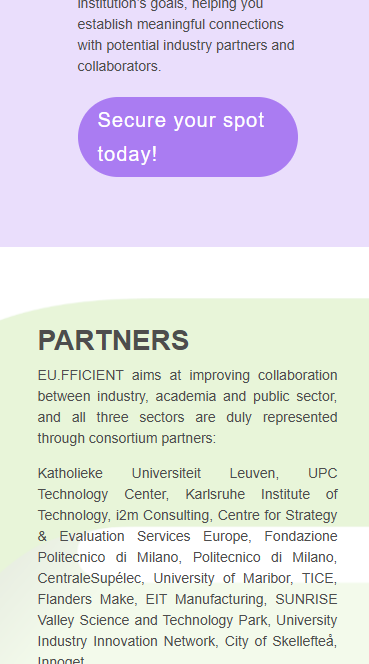 institution's goals, helping you
establish meaningful connections
with potential industry partners and
collaborators.
Secure your spot
today!
PARTNERS
EU.FFICIENT aims at improving collaboration
between industry, academia and public sector,
and all three sectors are duly represented
through consortium partners:
Katholieke Universiteit Leuven, UPC
Technology Center, Karlsruhe Institute of
Technology, i2m Consulting, Centre for Strategy
& Evaluation Services Europe, Fondazione
Politecnico di Milano, Politecnico di Milano,
CentraleSupélec, University of Maribor, TICE,
Flanders Make, EIT Manufacturing, SUNRISE
Valley Science and Technology Park, University
Industry Innovation Network, City of Skellefteå,
Innoget